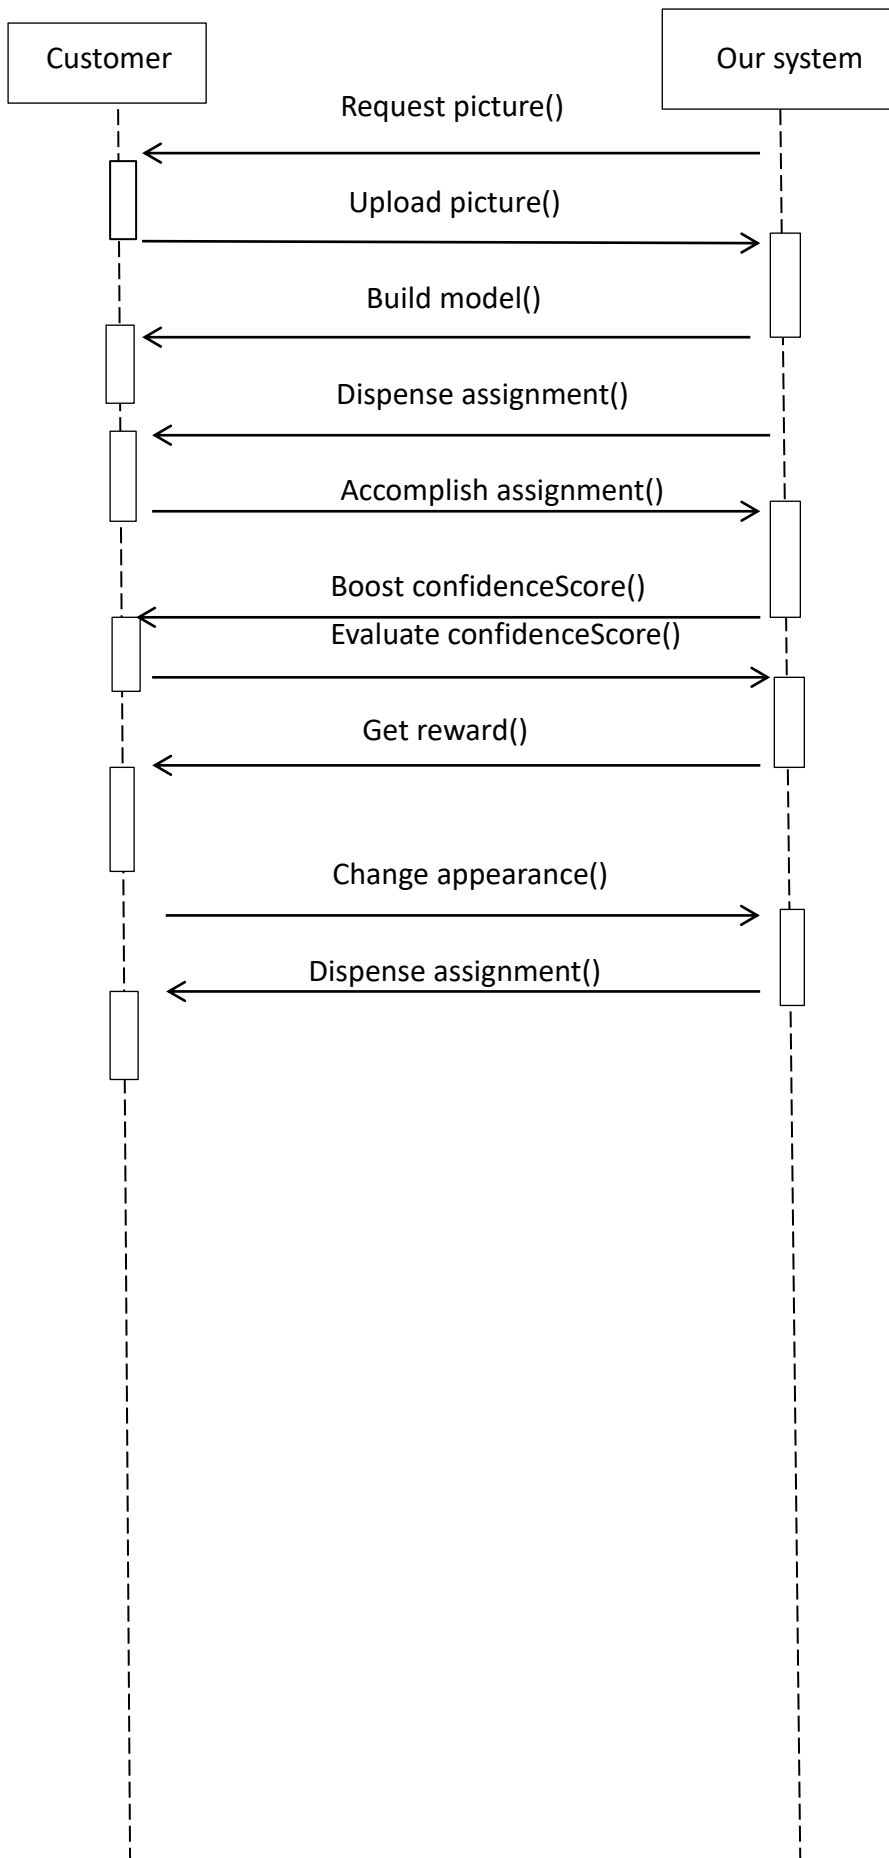 Customer
Our system
Request picture()
Upload picture()
Build model()
Dispense assignment()
Accomplish assignment()
Boost confidenceScore()
Evaluate confidenceScore()
Get reward()
Change appearance()
Dispense assignment()